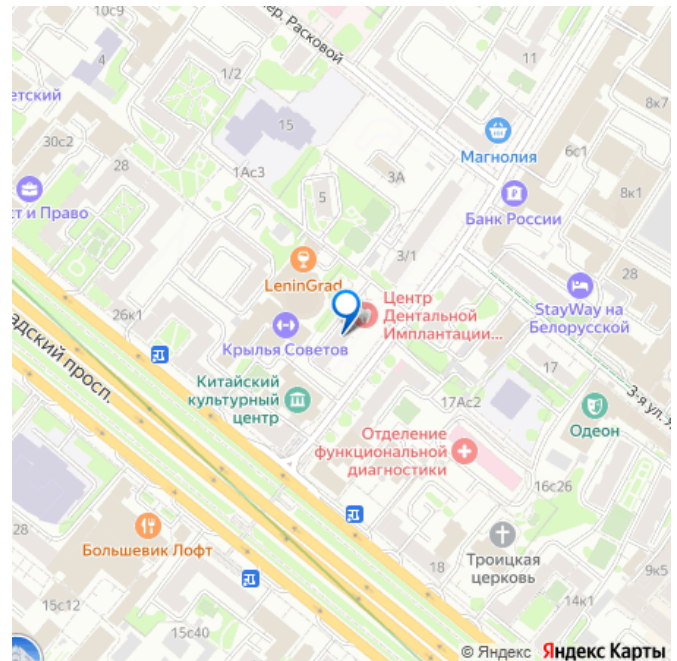 10с9
пер. Расковой
11
4
1/2
етский
15
8к7
Магнолия
30с2
6с1
28
1Ас3
3А
5
8к1
ст и Право
Банк России
3/1
28
LeninGrad
Центр
Дентальной
Имплантации...
StayWay на
Белорусской
26к1
Крылья Советов
адский просп.
17
Китайский
культурный
центр
17Ас2
3-я ул. Я
Одеон
Отделение
функциональной
диагностики
16с26
28
Большевик Лофт
Троицкая
церковь
18
9к5
14к1
15с12
15с40
© Яндекс Яндекс Карты